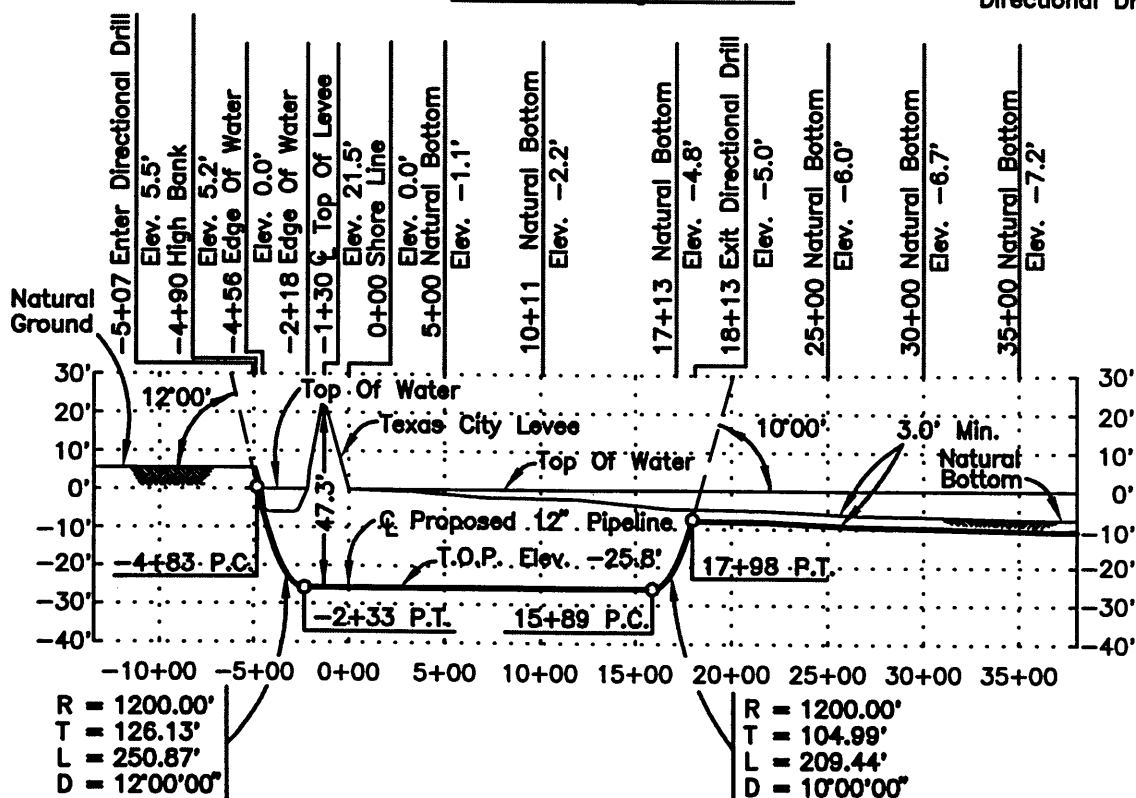 Directional Dr
-5+07 Enter Directional Drill
Elev. 5.5'
-4+90 High Bank
Elev. 5.2'
-4+56 Edge Of Water
Elev. 0.0'
-2+18 Edge Of Water
-1+30 ℄ Top Of Levee
Elev. 21.5'
0+00 Shore Line
Elev. 0.0'
5+00 Natural Bottom
Elev. -1.1'
10+11 Natural Bottom
Elev. -2.2'
17+13 Natural Bottom
Elev. -4.8'
18+13 Exit Directional Drill
Elev. -5.0'
25+00 Natural Bottom
Elev. -6.0'
30+00 Natural Bottom
Elev. -6.7'
35+00 Natural Bottom
Elev. -7.2'
Natural
Ground
30'
20'
10'
0'
-10'
-20'
-30'
-40'
12°00'
Top Of Water
Texas City Levee
47.3'
Top Of Water
10°00'
3.0' Min.
Natural
Bottom
℄ Proposed 12" Pipeline
T.O.P. Elev. -25.8'
-4+83 P.C.
-2+33 P.T.
15+89 P.C.
17+98 P.T.
30'
20'
10'
0'
-10'
-20'
-30'
-40'
-10+00 -5+00 0+00 5+00 10+00 15+00 20+00 25+00 30+00 35+00
R = 1200.00'
T = 126.13'
L = 250.87'
D = 12°00'00"
R = 1200.00'
T = 104.99'
L = 209.44'
D = 10°00'00"